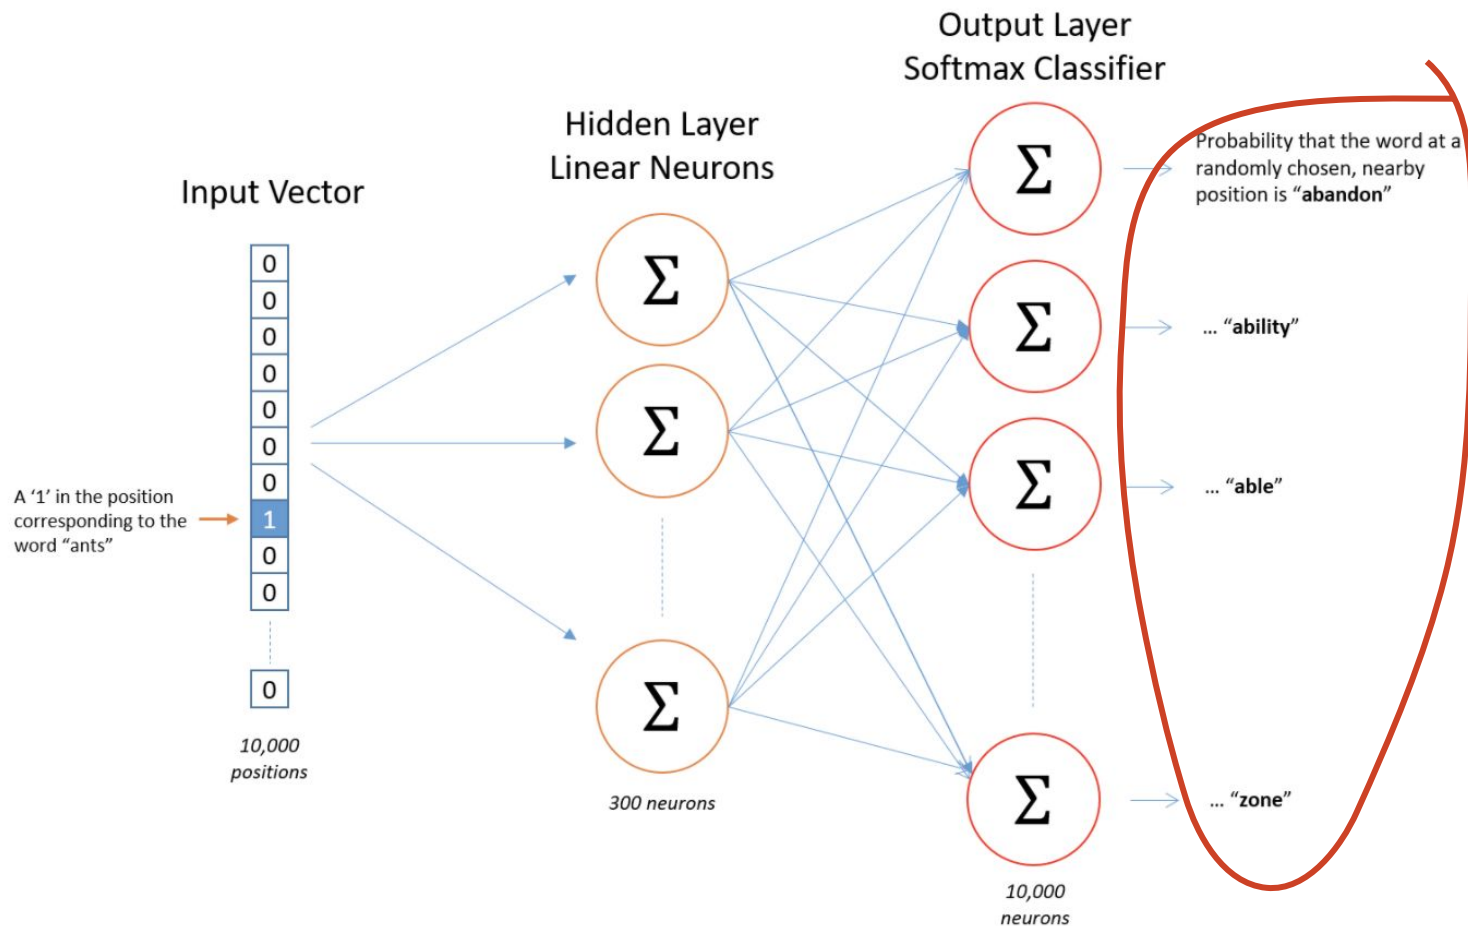 Output Layer
Softmax Classifier
Hidden Layer
Linear Neurons
Input Vector
Probability that the word at a
randomly chosen, nearby
position is “abandon”
Σ
Σ
Σ
Σ
Σ
Σ
Σ
0
0
0
0
0
0
0
1
0
0
0
A ‘1’ in the position
corresponding to the
word “ants”
... “ability”
... “able”
... “zone”
10,000
positions
300 neurons
10,000
neurons